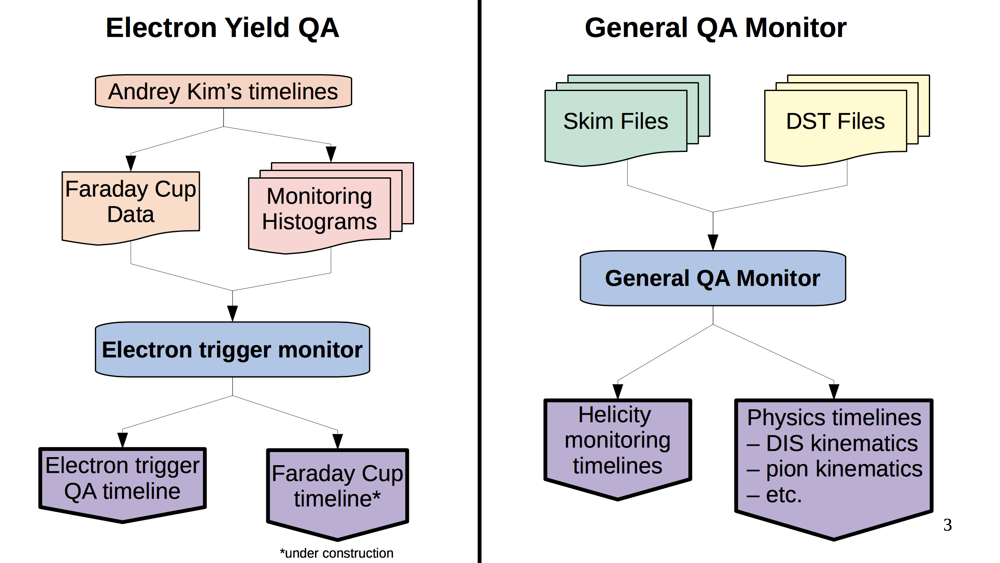 Electron Yield QA
Andrey Kim’s timelines
Faraday Cup
Data
Monitoring
Histograms
Electron trigger monitor
Electron trigger
QA timeline
Faraday Cup
timeline*
*under construction
General QA Monitor
Skim Files
DST Files
General QA Monitor
Helicity
monitoring
timelines
Physics timelines
– DIS kinematics
– pion kinematics
– etc.
3